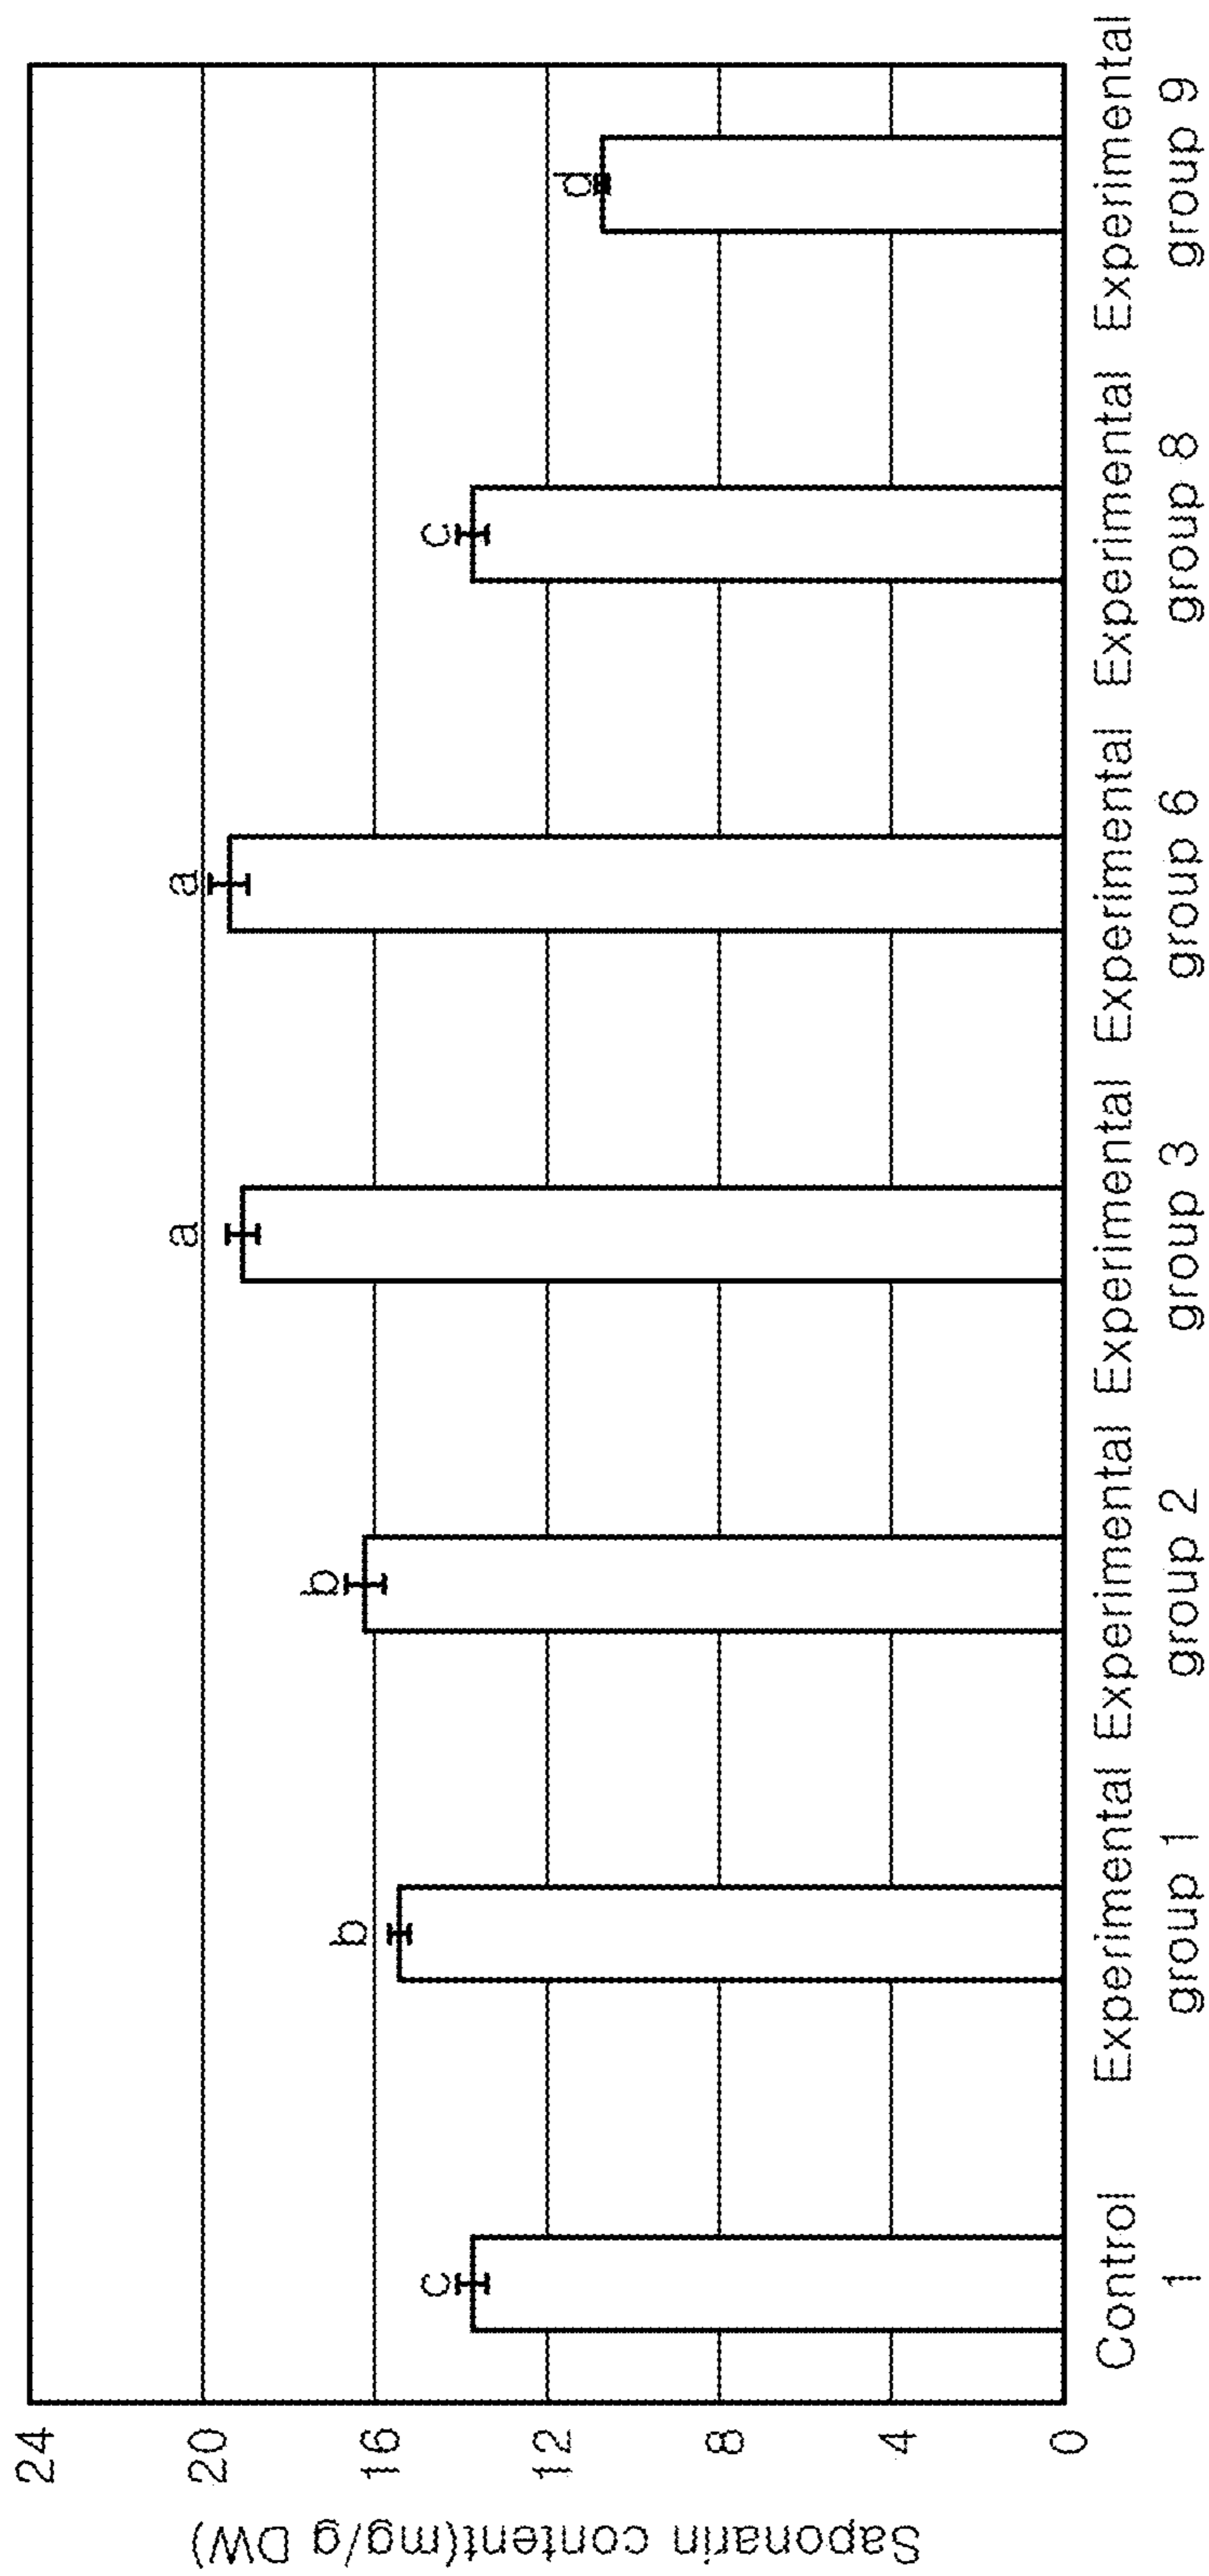 Saponarin content(mg/g DW)
24
20
16
12
8
4
0
c
b
b
a
a
c
d
Control
1
Experimental
group 1
Experimental
group 2
Experimental
group 3
Experimental
group 6
Experimental
group 8
Experimental
group 9